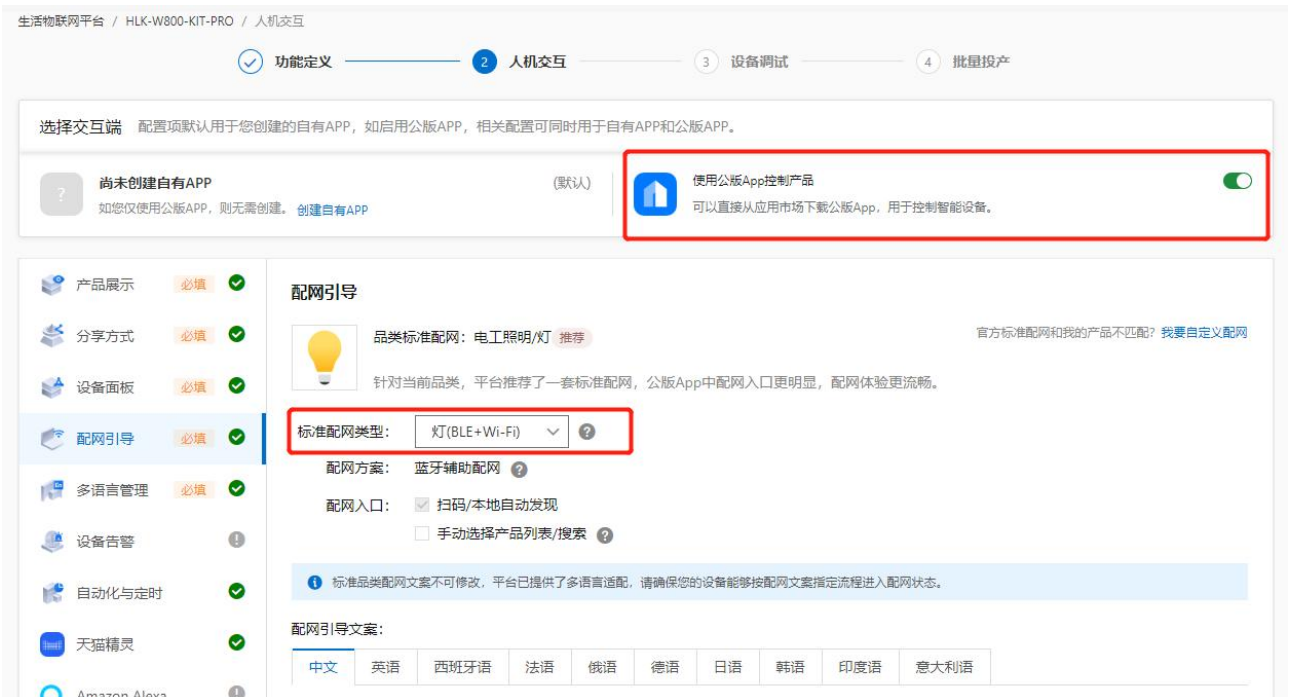 生活物联网平台 / HLK-W800-KIT-PRO / 人机交互
功能定义 2 人机交互 3 设备调试 4 批量投产
选择交互端 配置项默认用于您创建的自有APP，如启用公版APP，相关配置可同时用于自有APP和公版APP。
? 尚未创建自有APP (默认)
如您仅使用公版APP，则无需创建。 创建自有APP
使用公版App控制产品
可以直接从应用市场下载公版App，用于控制智能设备。
产品展示 必填
分享方式 必填
设备面板 必填
配网引导 必填
多语言管理 必填
设备告警
自动化与定时
天猫精灵
Amazon Alexa
配网引导
品类标准配网：电工照明/灯 推荐
官方标准配网和我的产品不匹配? 我要自定义配网
针对当前品类，平台推荐了一套标准配网，公版App中配网入口更明显，配网体验更流畅。
标准配网类型： 灯(BLE+Wi-Fi) ?
配网方案： 蓝牙辅助配网 ?
配网入口： 扫码/本地自动发现
手动选择产品列表/搜索 ?
标准品类配网文案不可修改，平台已提供了多语言适配，请确保您的设备能够按配网文案指定流程进入配网状态。
配网引导文案：
中文 英语 西班牙语 法语 俄语 德语 日语 韩语 印度语 意大利语